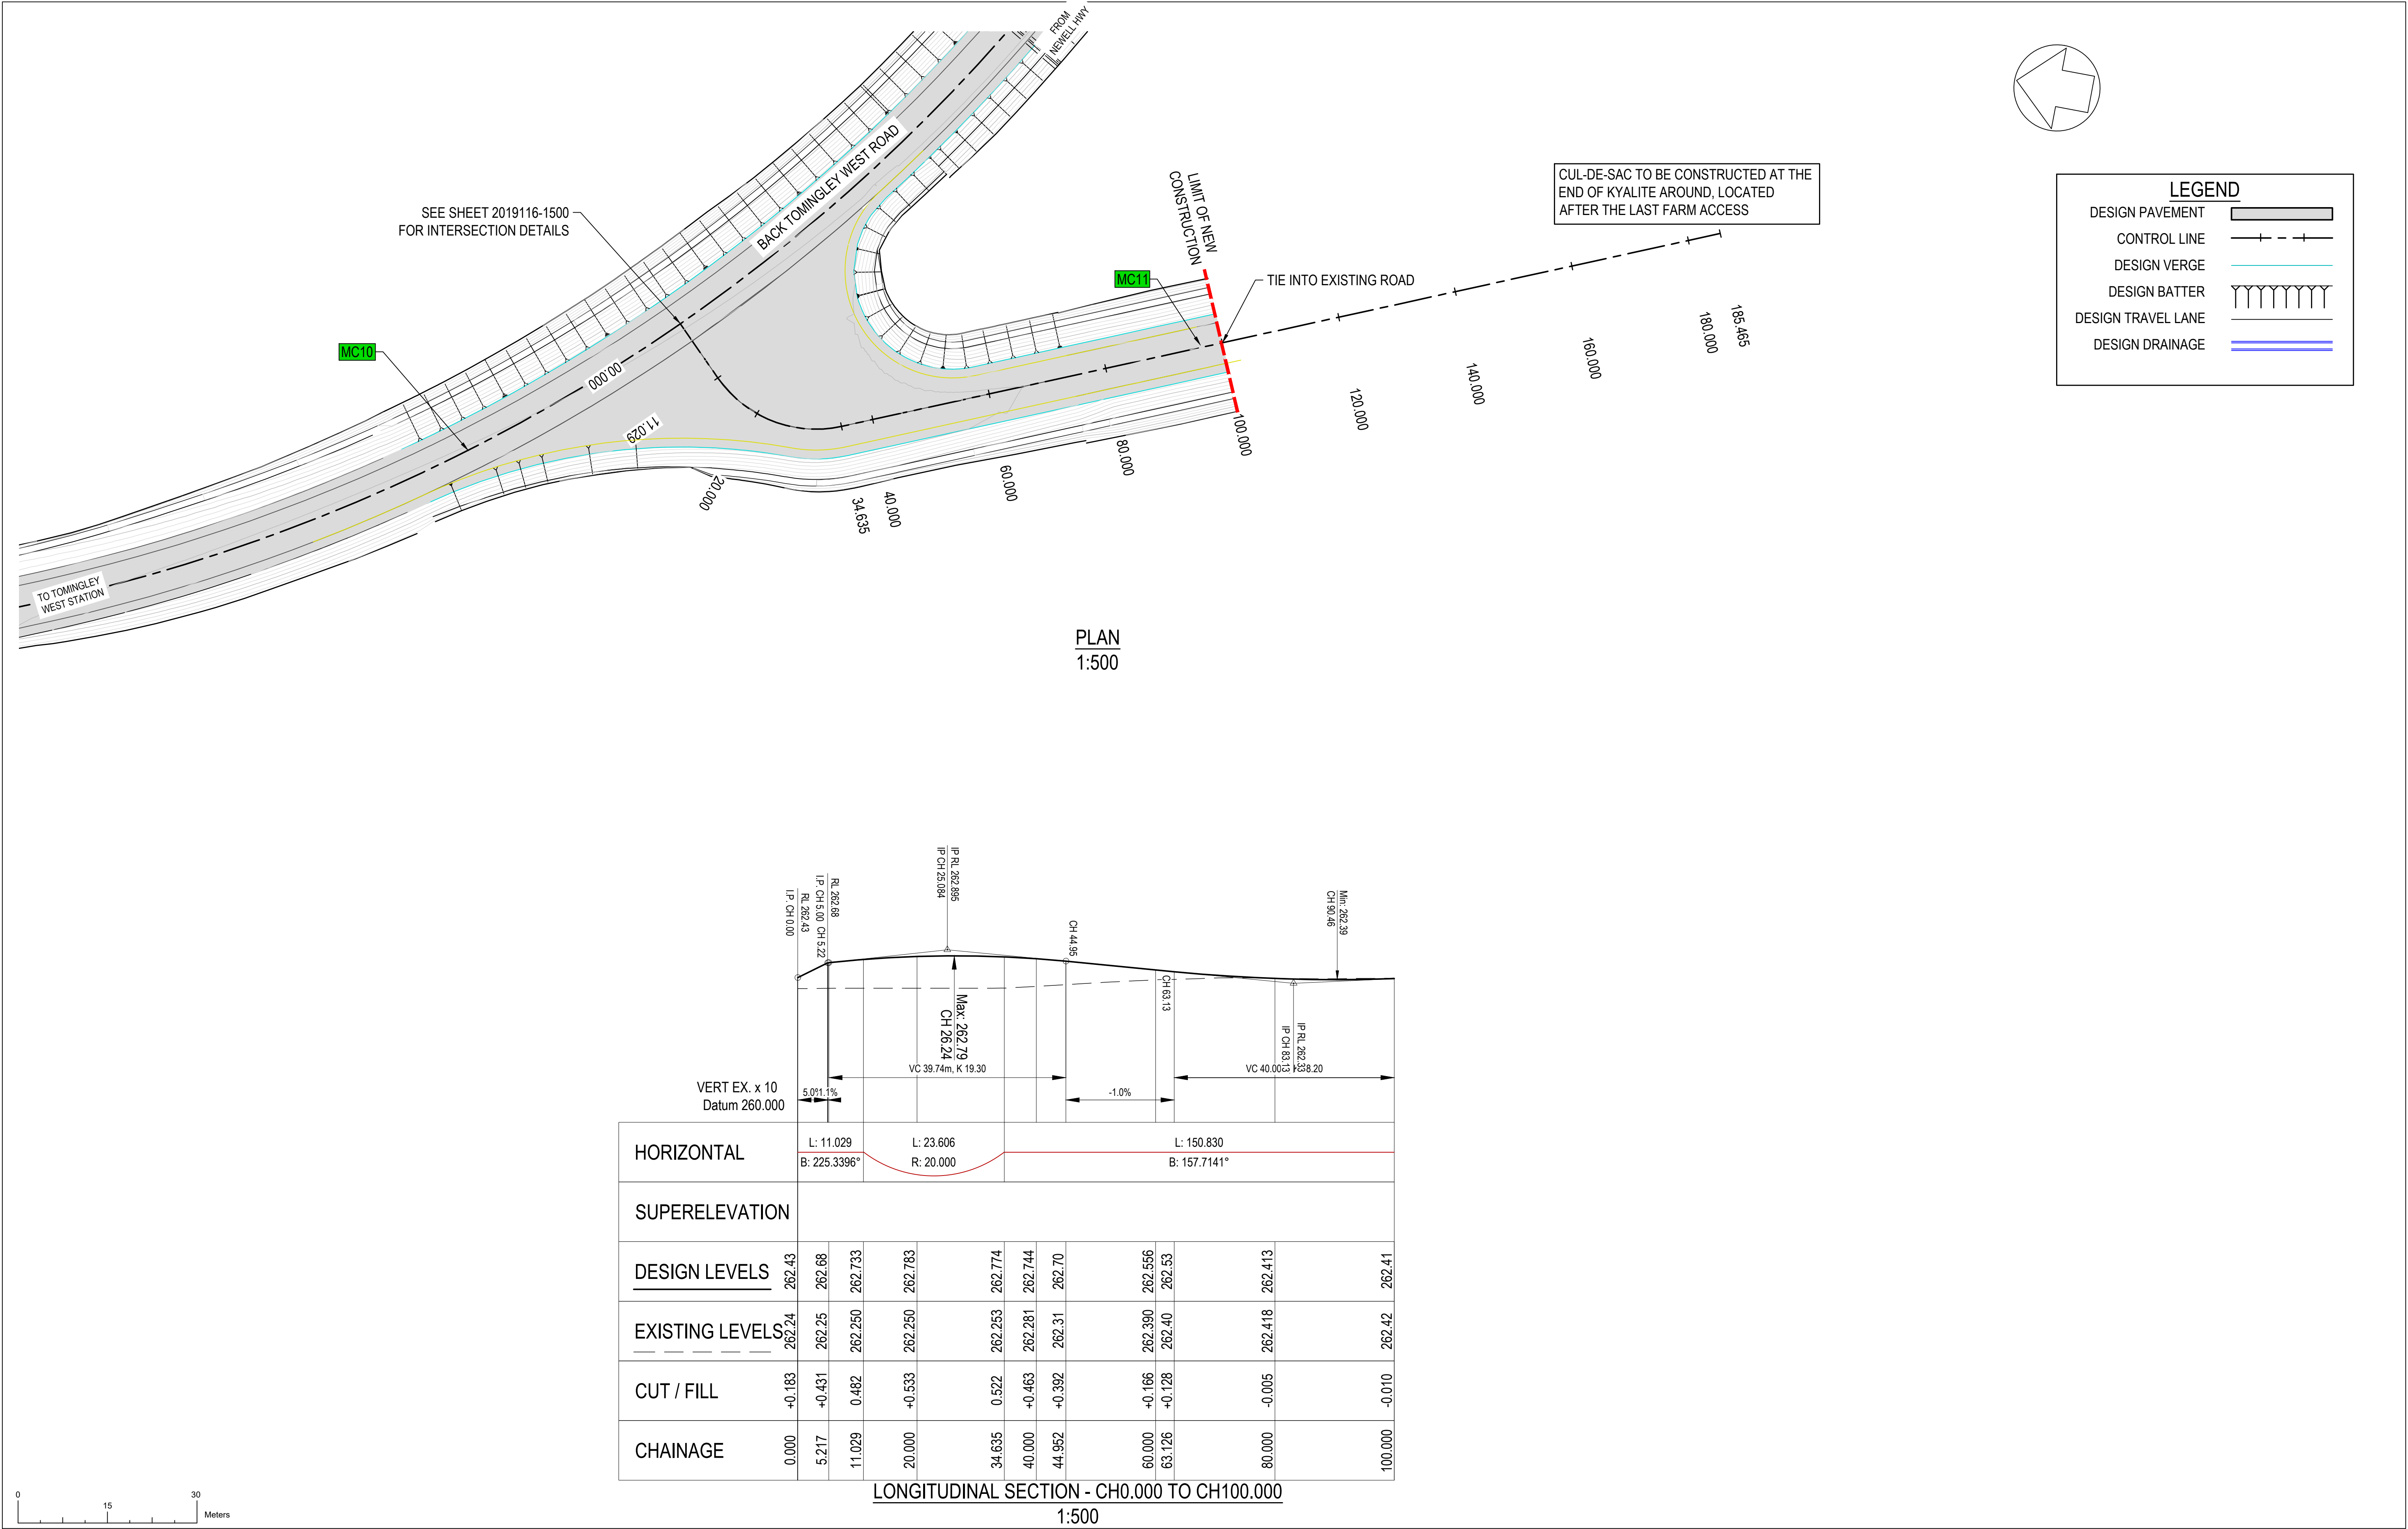 FROM
NEWELL HWY
CUL-DE-SAC TO BE CONSTRUCTED AT THE
END OF KYALITE AROUND, LOCATED
AFTER THE LAST FARM ACCESS
LEGEND
DESIGN PAVEMENT
CONTROL LINE
DESIGN VERGE
DESIGN BATTER
DESIGN TRAVEL LANE
DESIGN DRAINAGE
SEE SHEET 2019116-1500
FOR INTERSECTION DETAILS
BACK TOMINGLEY WEST ROAD
LIMIT OF NEW
CONSTRUCTION
MC11
TIE INTO EXISTING ROAD
MC10
00.000
11.029
20.000
34.635
40.000
60.000
80.000
100.000
120.000
140.000
160.000
180.000
185.465
TO TOMINGLEY
WEST STATION
PLAN
1:500
RL 262.43
I.P. CH 0.00
RL 262.68
I.P. CH 5.00 CH 5.22
IP RL 262.895
IP CH 25.084
CH 44.95
Min: 262.39
CH 90.46
Max: 262.79
CH 26.24
CH 63.13
IP RL 262.33
IP CH 83.13
VERT EX. x 10
Datum 260.000
5.0% 1.1%
VC 39.74m, K 19.30
-1.0%
VC 40.00
8.20
HORIZONTAL
L: 11.029 L: 23.606 L: 150.830
B: 225.3396° R: 20.000 B: 157.7141°
SUPERELEVATION
DESIGN LEVELS 262.43 262.68 262.733 262.783 262.774 262.744 262.70 262.556 262.53 262.413 262.41
EXISTING LEVELS 262.24 262.25 262.250 262.250 262.253 262.281 262.31 262.390 262.40 262.418 262.42
CUT / FILL +0.183 +0.431 0.482 +0.533 0.522 +0.463 +0.392 +0.166 +0.128 -0.005 -0.010
CHAINAGE 0.000 5.217 11.029 20.000 34.635 40.000 44.952 60.000 63.126 80.000 100.000
LONGITUDINAL SECTION - CH0.000 TO CH100.000
1:500
0 15 30
Meters